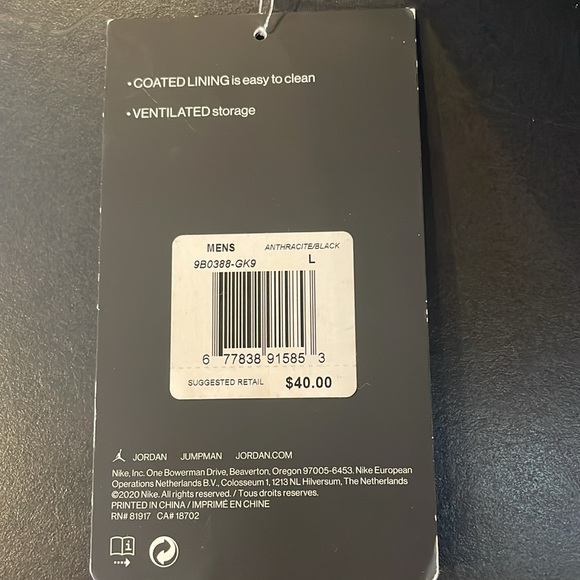 • COATED LINING is easy to clean
• VENTILATED storage
MENS ANTHRACITE/BLACK
9B0388-GK9 L
6 77838 91585 3
SUGGESTED RETAIL $40.00
JORDAN JUMPMAN JORDAN.COM
Nike, Inc. One Bowerman Drive, Beaverton, Oregon 97005-6453. Nike European
Operations Netherlands B.V., Colosseum 1, 1213 NL Hilversum, The Netherlands
©2020 Nike. All rights reserved. / Tous droits reserves.
PRINTED IN CHINA / IMPRIMÉ EN CHINE
RN# 81917 CA# 18702